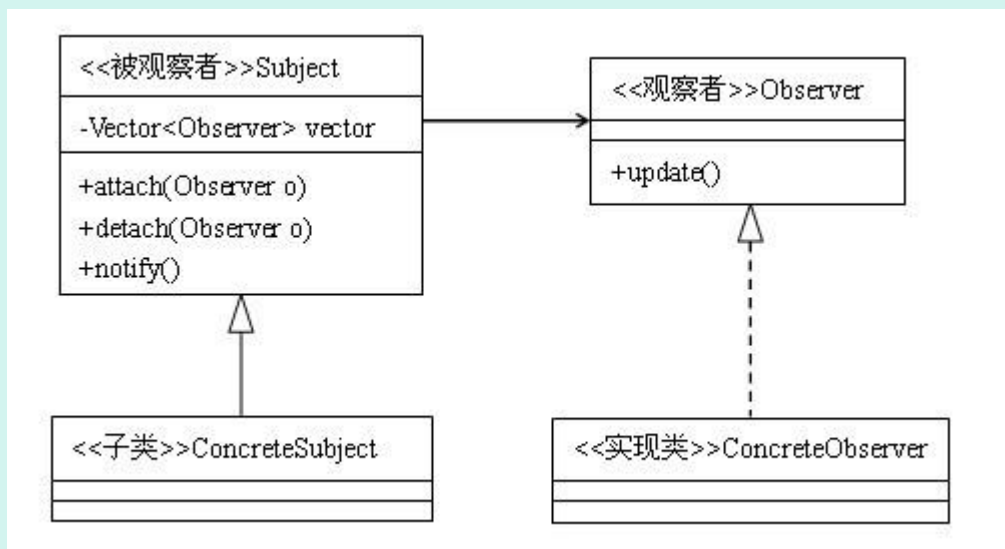 <<被观察者>>Subject
-Vector<Observer> vector
+attach(Observer o)
+detach(Observer o)
+notify()
<<观察者>>Observer
+update()
<<子类>>ConcreteSubject
<<实现类>>ConcreteObserver